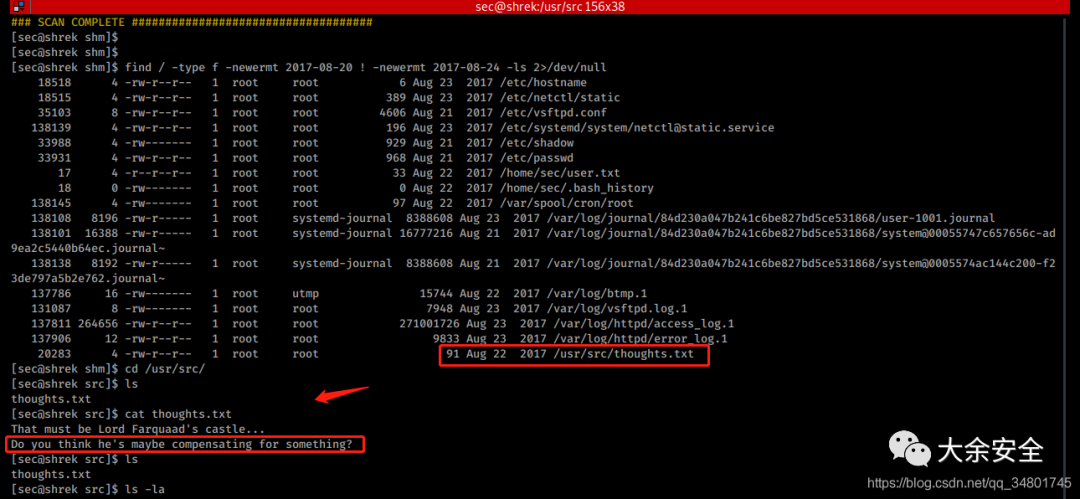 sec@shrek:/usr/src 156x38
### SCAN COMPLETE ####################################
[sec@shrek shm]$
[sec@shrek shm]$
[sec@shrek shm]$ find / -type f -newermt 2017-08-20 ! -newermt 2017-08-24 -ls 2>/dev/null
18518 4 -rw-r--r-- 1 root root 6 Aug 23 2017 /etc/hostname
18515 4 -rw-r--r-- 1 root root 389 Aug 23 2017 /etc/netctl/static
35103 8 -rw-r--r-- 1 root root 4606 Aug 21 2017 /etc/vsftpd.conf
138139 4 -rw-r--r-- 1 root root 196 Aug 23 2017 /etc/systemd/system/netctl@static.service
33988 4 -rw------- 1 root root 929 Aug 21 2017 /etc/shadow
33931 4 -rw-r--r-- 1 root root 968 Aug 21 2017 /etc/passwd
17 4 -r--r--r-- 1 root root 33 Aug 22 2017 /home/sec/user.txt
18 0 -rw------- 1 root root 0 Aug 22 2017 /home/sec/.bash_history
138145 4 -rw------- 1 root root 97 Aug 22 2017 /var/spool/cron/root
138108 8196 -rw-r----- 1 root systemd-journal 8388608 Aug 23 2017 /var/log/journal/84d230a047b241c6be827bd5ce531868/user-1001.journal
138101 16388 -rw-r----- 1 root systemd-journal 16777216 Aug 21 2017 /var/log/journal/84d230a047b241c6be827bd5ce531868/system@00055747c657656c-ad
9ea2c5440b64ec.journal~
138138 8192 -rw-r----- 1 root systemd-journal 8388608 Aug 21 2017 /var/log/journal/84d230a047b241c6be827bd5ce531868/system@0005574ac144c200-f2
3de797a5b2e762.journal~
137786 16 -rw------- 1 root utmp 15744 Aug 22 2017 /var/log/btmp.1
131087 8 -rw------- 1 root root 7948 Aug 23 2017 /var/log/vsftpd.log.1
137811 264656 -rw-r--r-- 1 root root 271001726 Aug 23 2017 /var/log/httpd/access_log.1
137906 12 -rw-r--r-- 1 root root 9833 Aug 23 2017 /var/log/httpd/error_log.1
20283 4 -rw-r--r-- 1 root root 91 Aug 22 2017 /usr/src/thoughts.txt
[sec@shrek shm]$ cd /usr/src/
[sec@shrek src]$ ls
thoughts.txt
[sec@shrek src]$ cat thoughts.txt
That must be Lord Farquaad's castle...
Do you think he's maybe compensating for something?
[sec@shrek src]$ ls
thoughts.txt
[sec@shrek src]$ ls -la
大余安全
https://blog.csdn.net/qq_34801745